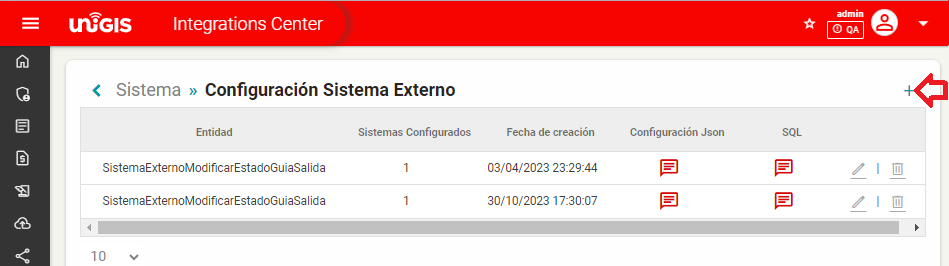 UNIGIS Integrations Center
admin
QA
Sistema » Configuración Sistema Externo
Entidad Sistemas Configurados Fecha de creación Configuración Json SQL
SistemaExternoModificarEstadoGuiaSalida 1 03/04/2023 23:29:44
SistemaExternoModificarEstadoGuiaSalida 1 30/10/2023 17:30:07
10